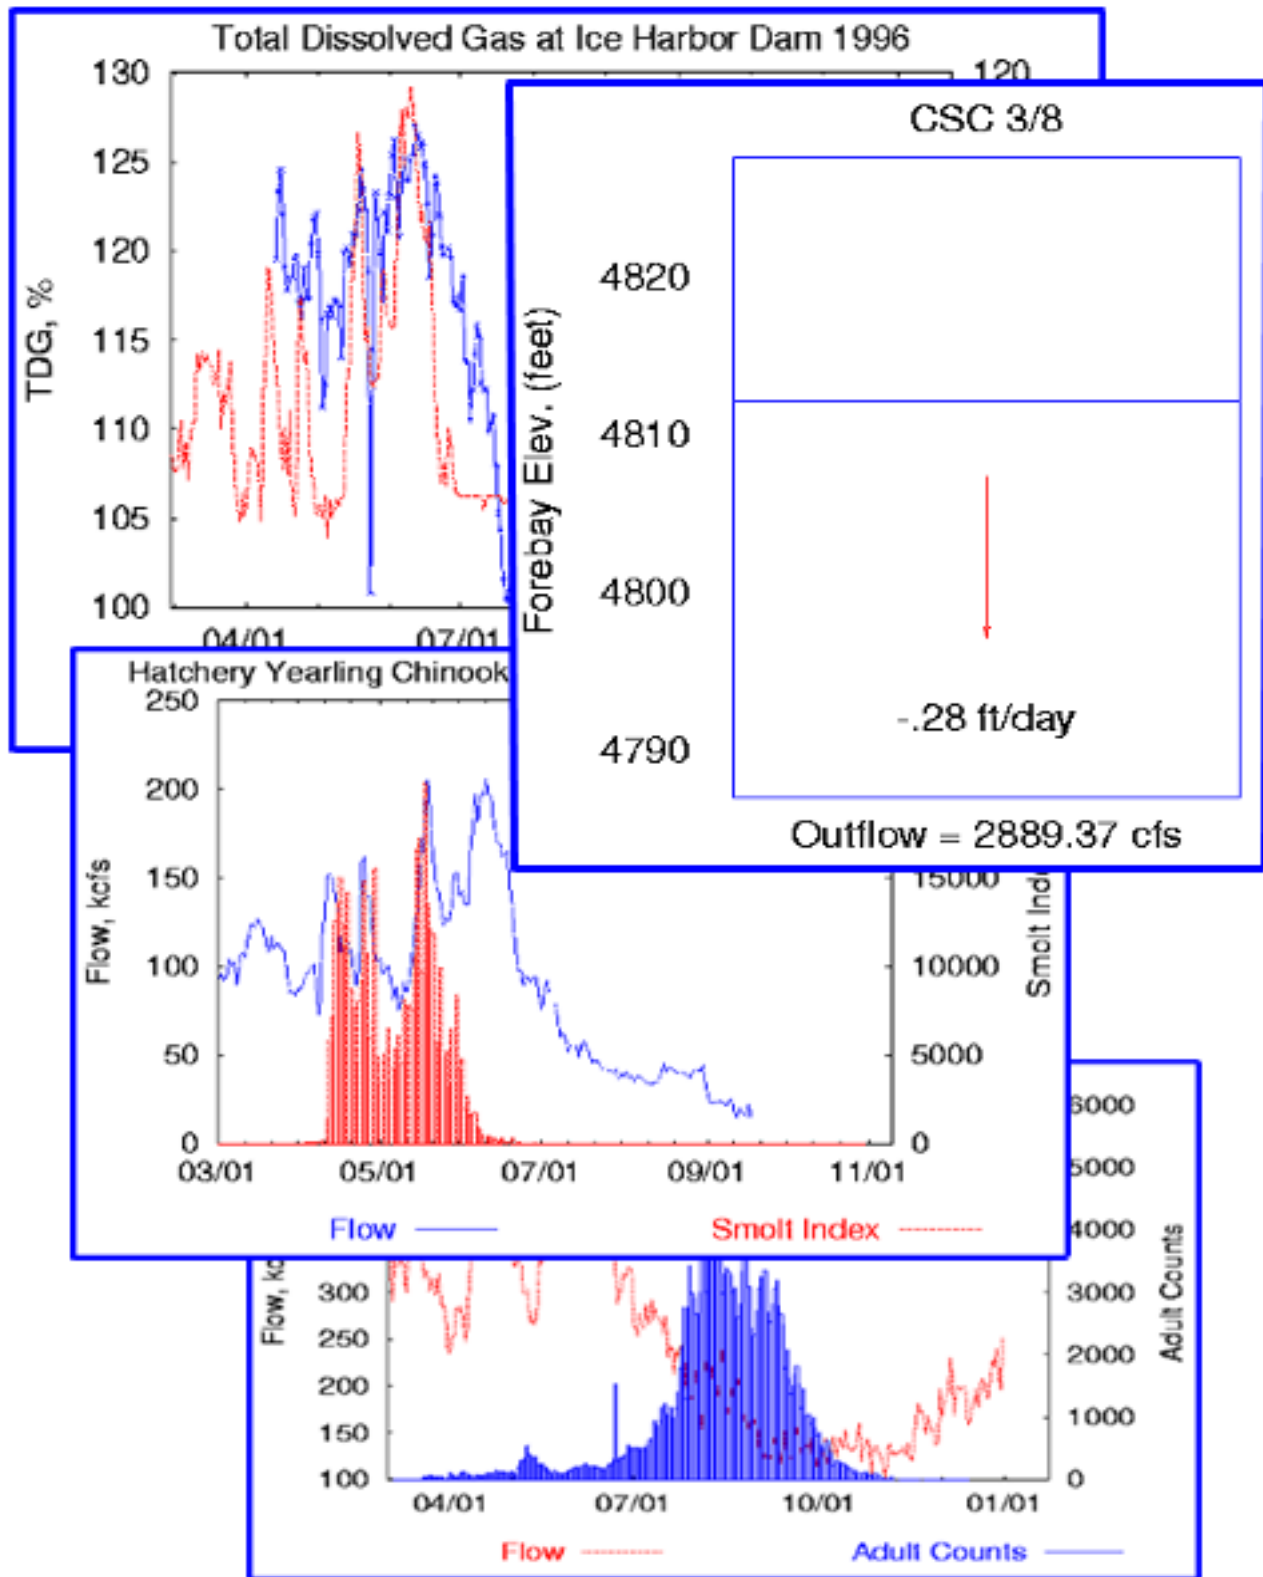 Total Dissolved Gas at Ice Harbor Dam 1996
130
125
120
115
110
105
100
TDG, %
04/01
07/01
120
CSC 3/8
Forebay Elev. (feet)
4820
4810
4800
4790
-.28 ft/day
Outflow = 2889.37 cfs
Hatchery Yearling Chinook
250
200
150
100
50
0
Flow, kcfs
03/01 05/01 07/01 09/01 11/01
15000
10000
5000
0
Smolt
Flow
Smolt Index
Flow,
300
250
200
150
100
04/01 07/01 10/01 01/01
6000
5000
4000
3000
2000
1000
0
Adult Counts
Flow
Adult Counts